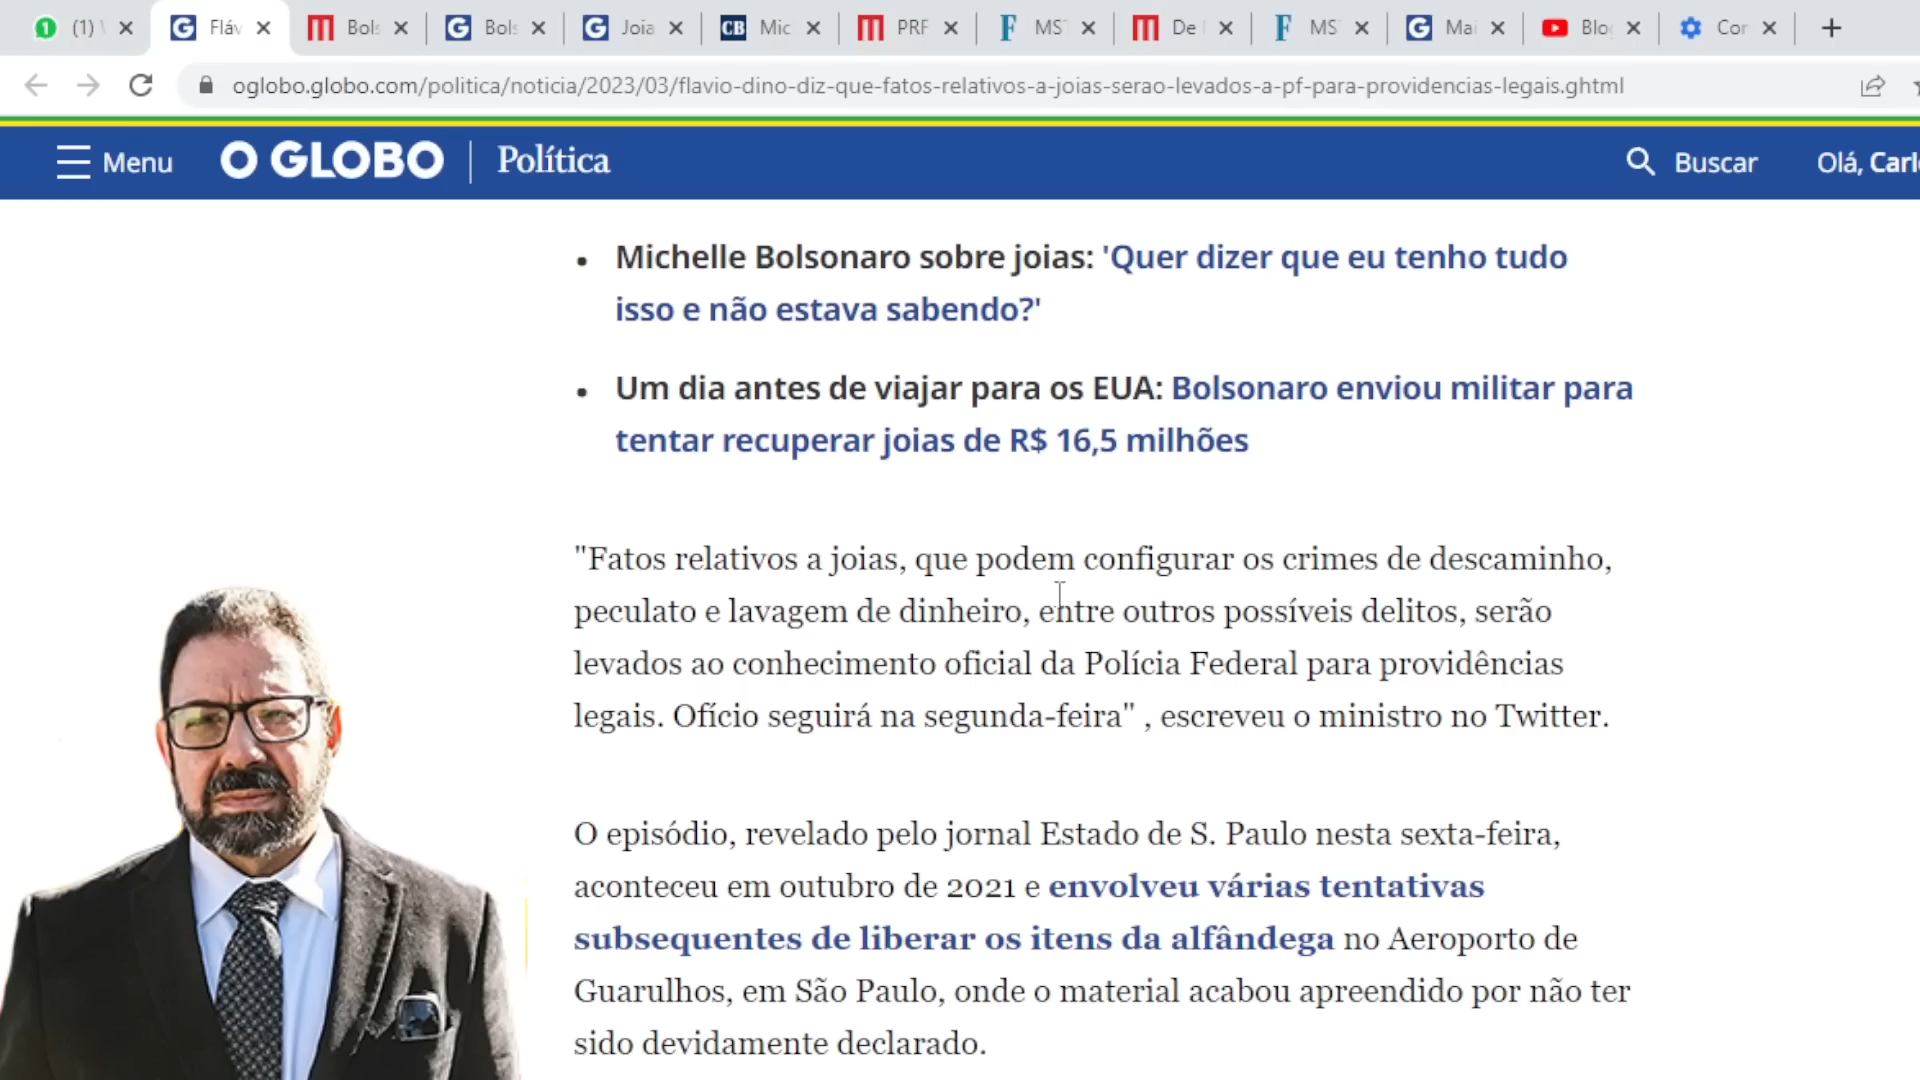 (1)
Fláv
Bols
Bols
Joia
CB
Mic
PRF
MST
De
MS
Mai
Blo
Cor
oglobo.globo.com/politica/noticia/2023/03/flavio-dino-diz-que-fatos-relativos-a-joias-serao-levados-a-pf-para-providencias-legais.ghtml
Menu O GLOBO Política Buscar Olá, Carl
• Michelle Bolsonaro sobre joias: 'Quer dizer que eu tenho tudo
isso e não estava sabendo?'
• Um dia antes de viajar para os EUA: Bolsonaro enviou militar para
tentar recuperar joias de R$ 16,5 milhões
"Fatos relativos a joias, que podem configurar os crimes de descaminho,
peculato e lavagem de dinheiro, entre outros possíveis delitos, serão
levados ao conhecimento oficial da Polícia Federal para providências
legais. Ofício seguirá na segunda-feira" , escreveu o ministro no Twitter.
O episódio, revelado pelo jornal Estado de S. Paulo nesta sexta-feira,
aconteceu em outubro de 2021 e envolveu várias tentativas
subsequentes de liberar os itens da alfândega no Aeroporto de
Guarulhos, em São Paulo, onde o material acabou apreendido por não ter
sido devidamente declarado.